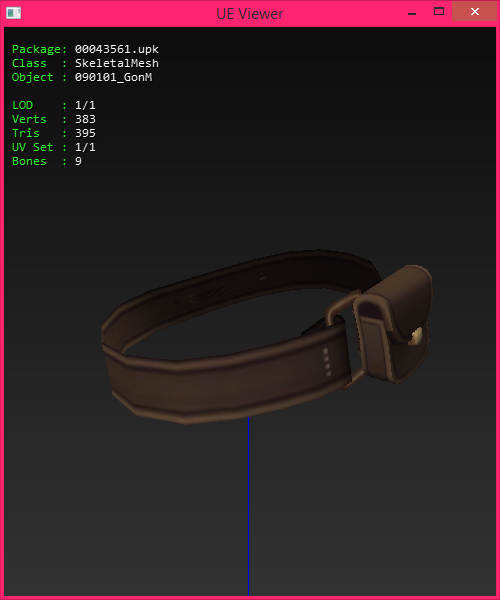 UE Viewer
Package: 00043561.upk
Class  : SkeletalMesh
Object : 090101_GonM
LOD    : 1/1
Verts  : 383
Tris   : 395
UV Set : 1/1
Bones  : 9